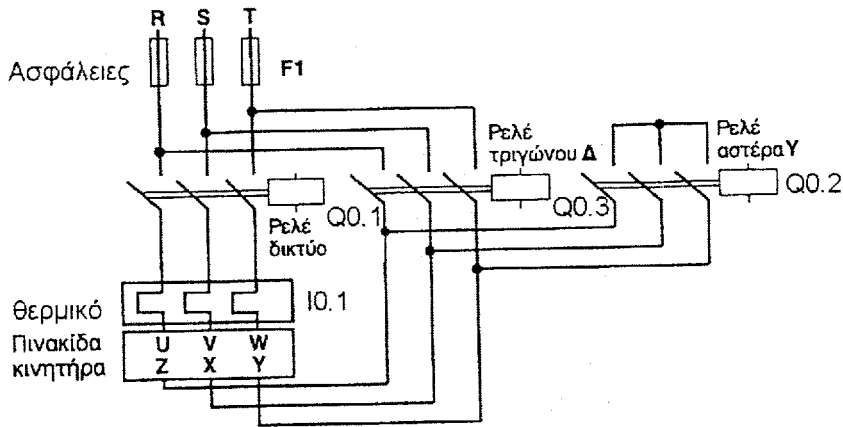 R S T
Ασφάλειες
F1
Ρελέ
τριγώνου Δ
Ρελέ
αστέρα Y
Q0.1
Q0.3
Q0.2
Ρελέ
δικτύο
θερμικό
I0.1
Πινακίδα
κινητήρα
U V W
Z X Y